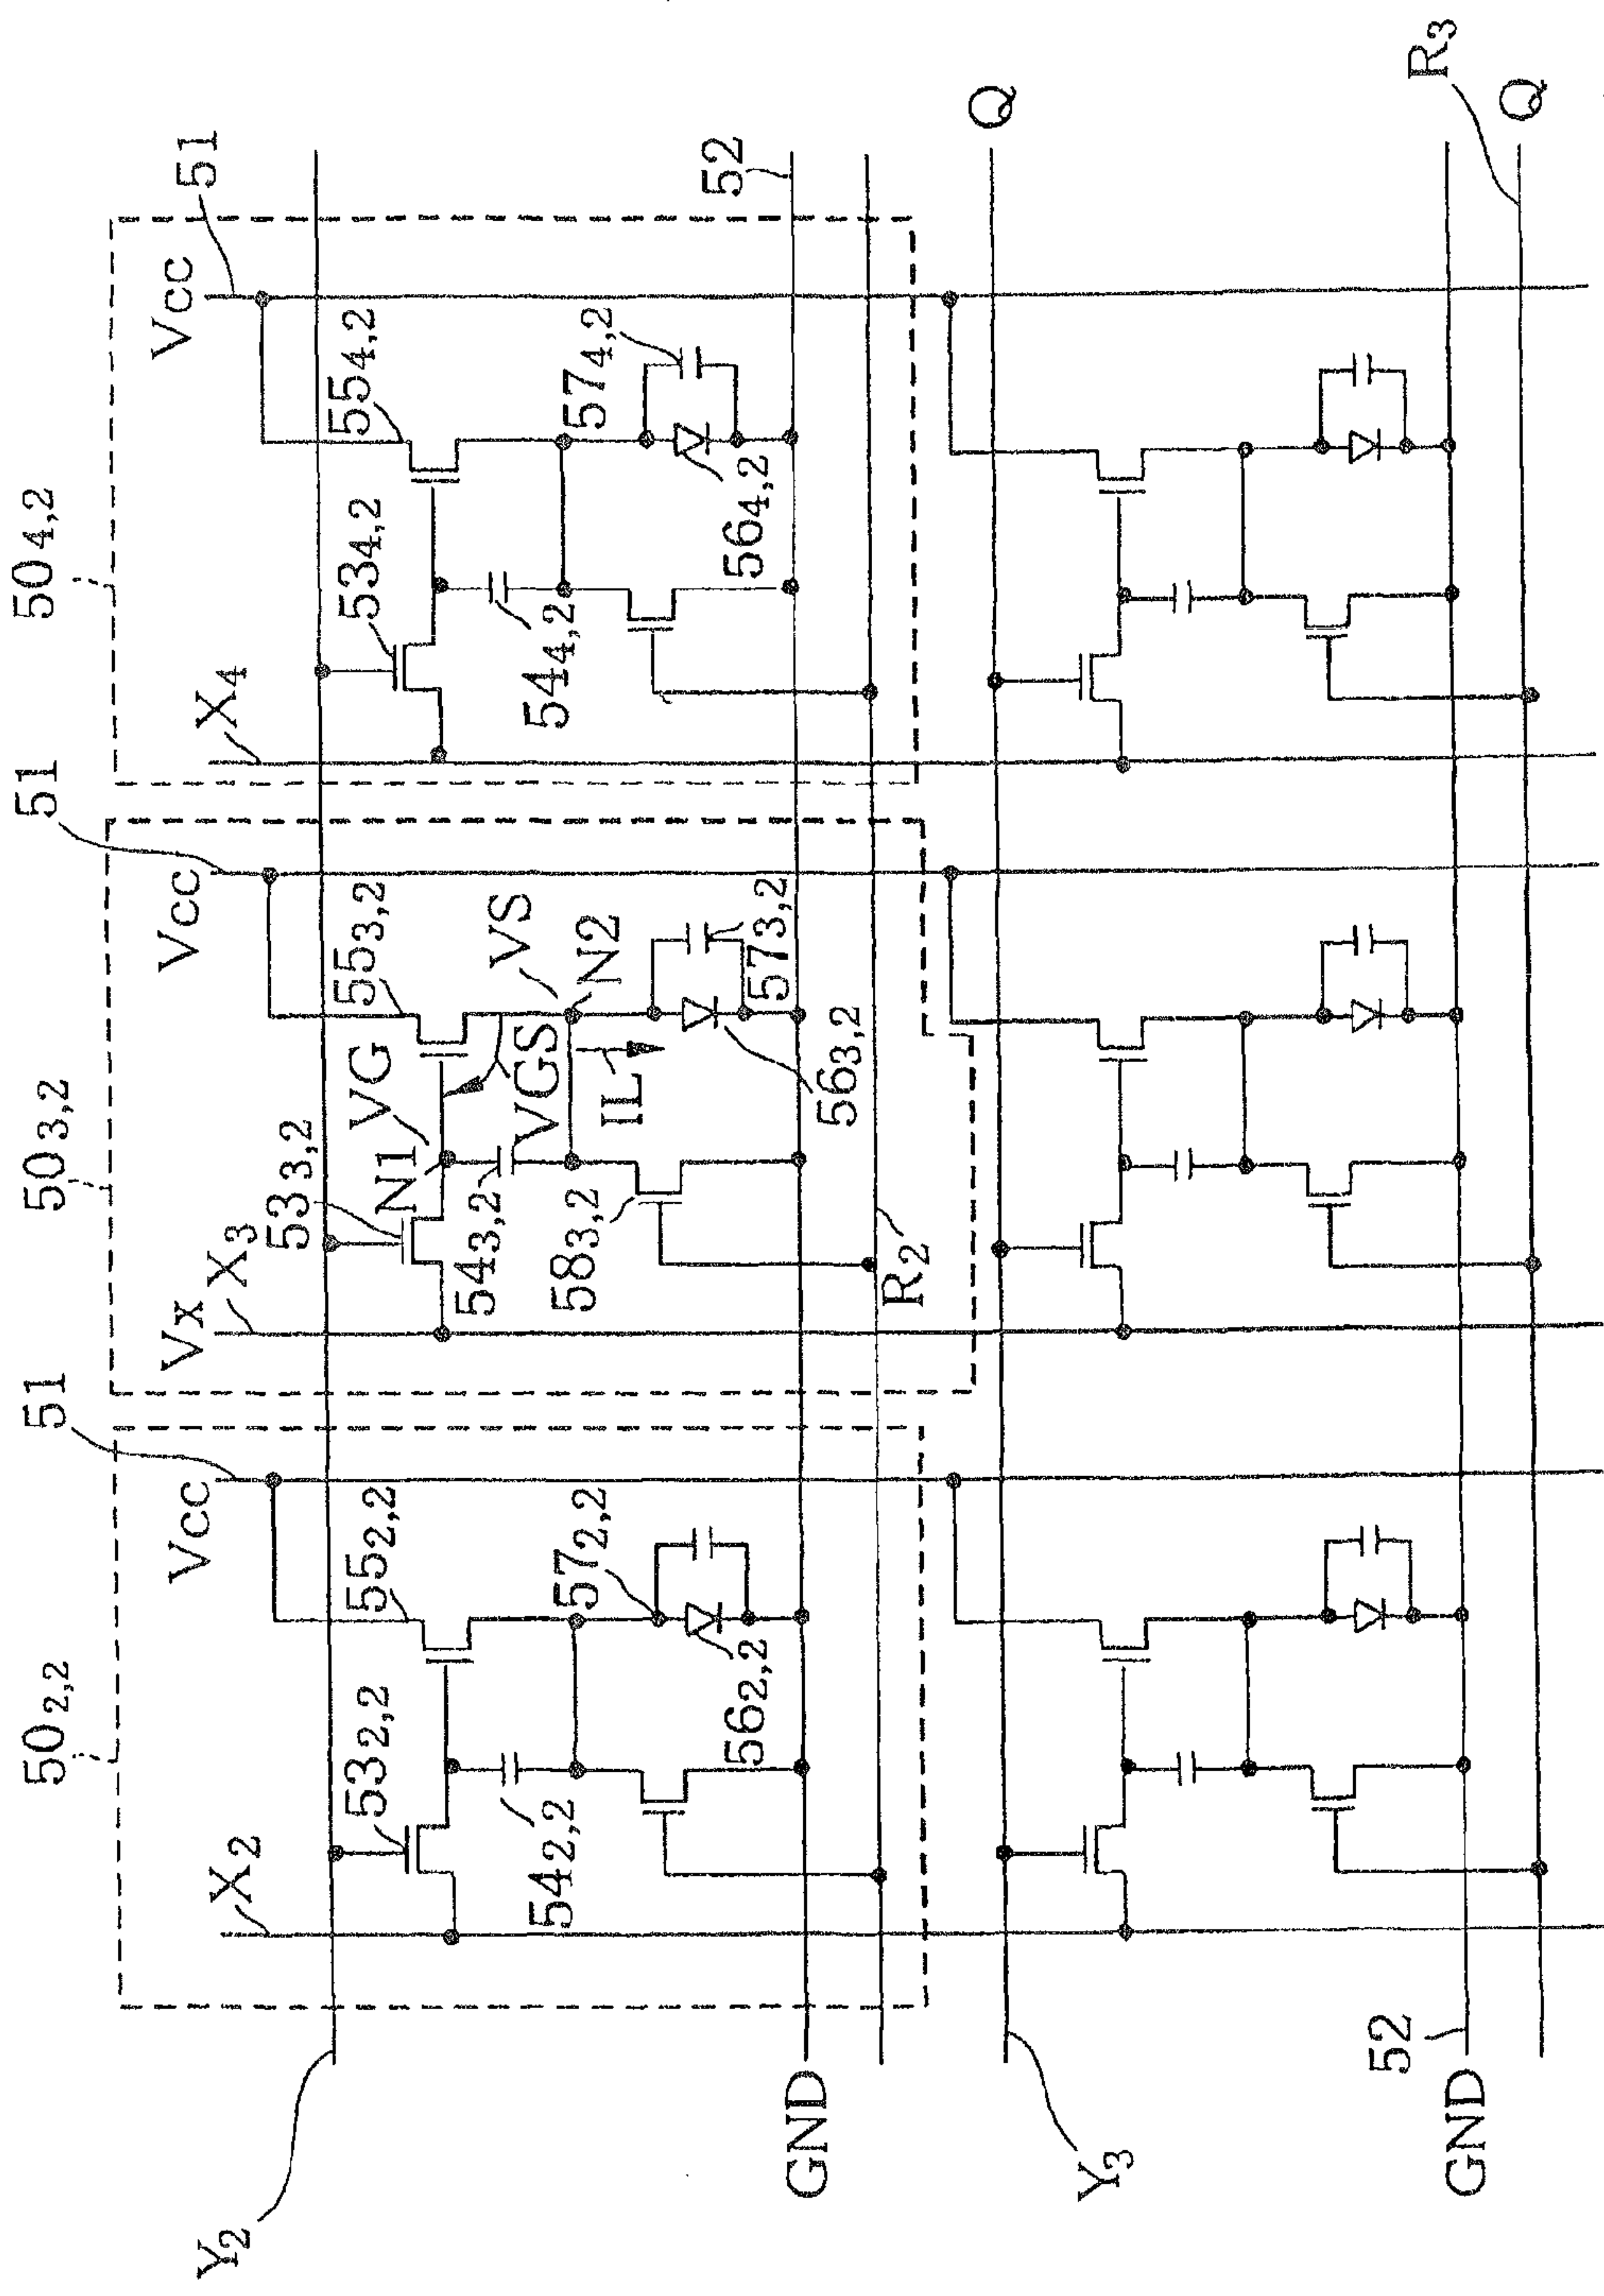 50₂,₂
50₃,₂
50₄,₂
51
51
51
X₂
Vcc
Vx
X₃
Vcc
X₄
Vcc
Y₂
53₂,₂
55₂,₂
53₃,₂
N1
VG
55₃,₂
53₄,₂
55₄,₂
54₂,₂
57₂,₂
54₃,₂
VGS
VS
N2
54₄,₂
57₄,₂
58₃,₂
IL
57₃,₂
56₂,₂
56₃,₂
56₄,₂
52
GND
R₂
Y₃
Q
52
GND
R₃
Q